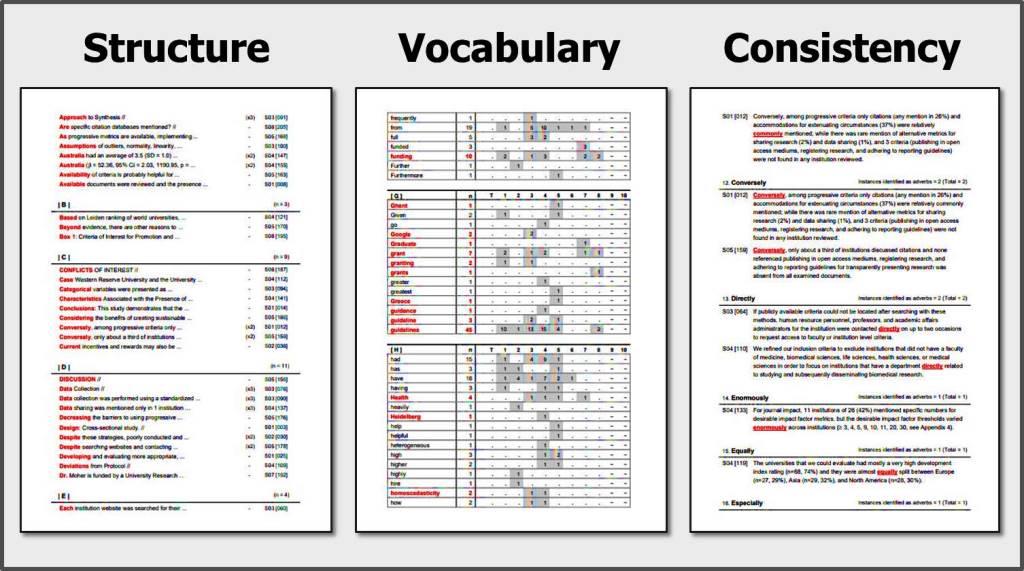 Structure
Vocabulary
Consistency
Approach to Synthesis // (x3) S03 [091]
Are specific citation databases mentioned? // - S08 [205]
As progressive metrics are available, implementing ... - S05 [169]
Assumptions of outliers, normality, linearity, ... - S03 [100]
Australia had an average of 3.5 (SD = 1.0) ... (x2) S04 [147]
Availability of criteria is probably helpful for ... - S05 [163]
Available documents were reviewed and the presence ... - S01 [008]
[ B ] (n = 3)
Based on Leiden ranking of world universities, ... - S04 [121]
Beyond evidence, there are other reasons to ... - S05 [170]
Box 1: Criteria of Interest for Promotion and ... - S08 [195]
[ C ] (n = 9)
CONFLICTS OF INTEREST // - S06 [187]
Case Western Reserve University and the University ... - S04 [112]
Categorical variables were presented as ... - S03 [094]
Characteristics Associated with the Presence of ... - S04 [141]
Conclusions: This study demonstrates that the ... - S01 [014]
Considering the benefits of creating sustainable ... - S05 [166]
Conversely, among progressive criteria only ... (x2) S01 [012]
Conversely, only about a third of institutions ... (x2) S05 [159]
Current incentives and rewards may also be ... - S02 [038]
[ D ] (n = 11)
DISCUSSION // - S05 [156]
Data Collection // (x3) S03 [076]
Data collection was performed using a standardized ... (x3) S03 [090]
Data sharing was mentioned only in 1 institution ... (x3) S04 [137]
Decreasing the barriers to using progressive ... - S05 [176]
Design: Cross-sectional study. // - S01 [003]
Despite these strategies, poorly conducted and ... (x2) S02 [030]
Despite searching websites and contacting ... (x2) S05 [178]
Developing and evaluating more appropriate, ... - S01 [025]
Deviations from Protocol // - S04 [109]
Dr. Moher is funded by a University Research ... - S07 [192]
[ E ] (n = 4)
Each institution website was searched for their ... - S03 [060]
frequently 1
from 19
full 5
funded 3
funding 10
Further 1
Furthermore 1
[ G ] n T 1 2 3 4 5 6 7 8 9 10
Ghent 1
Given 2
go 1
Google 2
Graduate 1
grant 7
granting 2
grants 1
greater 1
greatest 1
Greece 1
guidance 1
guideline 3
guidelines 45
[ H ] n T 1 2 3 4 5 6 7 8 9 10
had 15
has 3
have 16
having 3
Health 4
heavily 1
Heidelberg 1
help 1
helpful 1
heterogeneous 1
high 3
higher 2
highly 1
hire 1
homoscedasticity 2
how 2
S01 [012] Conversely, among progressive criteria only citations (any mention in 26%) and
accommodations for extenuating circumstances (37%) were relatively
commonly mentioned; while there was rare mention of alternative metrics for
sharing research (2%) and data sharing (1%), and 3 criteria (publishing in open
access mediums, registering research, and adhering to reporting guidelines)
were not found in any institution reviewed.
12. Conversely Instances identified as adverbs = 2 (Total = 2)
S01 [012] Conversely, among progressive criteria only citations (any mention in 26%) and
accommodations for extenuating circumstances (37%) were relatively commonly
mentioned; while there was rare mention of alternative metrics for sharing
research (2%) and data sharing (1%), and 3 criteria (publishing in open access
mediums, registering research, and adhering to reporting guidelines) were not
found in any institution reviewed.
S05 [159] Conversely, only about a third of institutions discussed citations and none
referenced publishing in open access mediums, registering research, and
adhering to reporting guidelines for transparently presenting research was
absent from all examined documents.
13. Directly Instances identified as adverbs = 2 (Total = 2)
S03 [064] If publicly available criteria could not be located after searching with these
methods, human resource personnel, professors, and academic affairs
administrators for the institution were contacted directly on up to two occasions
to request access to faculty or institution level criteria.
S04 [110] We refined our inclusion criteria to exclude institutions that did not have a faculty
of medicine, biomedical sciences, life sciences, health sciences, or medical
sciences in order to focus on institutions that have a department directly related
to studying and subsequently disseminating biomedical research.
14. Enormously Instances identified as adverbs = 1 (Total = 1)
S04 [133] For journal impact, 11 institutions of 26 (42%) mentioned specific numbers for
desirable impact factor metrics, but the desirable impact factor thresholds varied
enormously across institutions (≥ 3, 4, 5, 9, 10, 11, 20, 30, see Appendix 4).
15. Equally Instances identified as adverbs = 1 (Total = 1)
S04 [119] The universities that we could evaluate had mostly a very high development
index rating (n=68, 74%) and they were almost equally split between Europe
(n=27, 29%), Asia (n=29, 32%), and North America (n=28, 30%).
16. Especially Instances identified as adverbs = 1 (Total = 1)